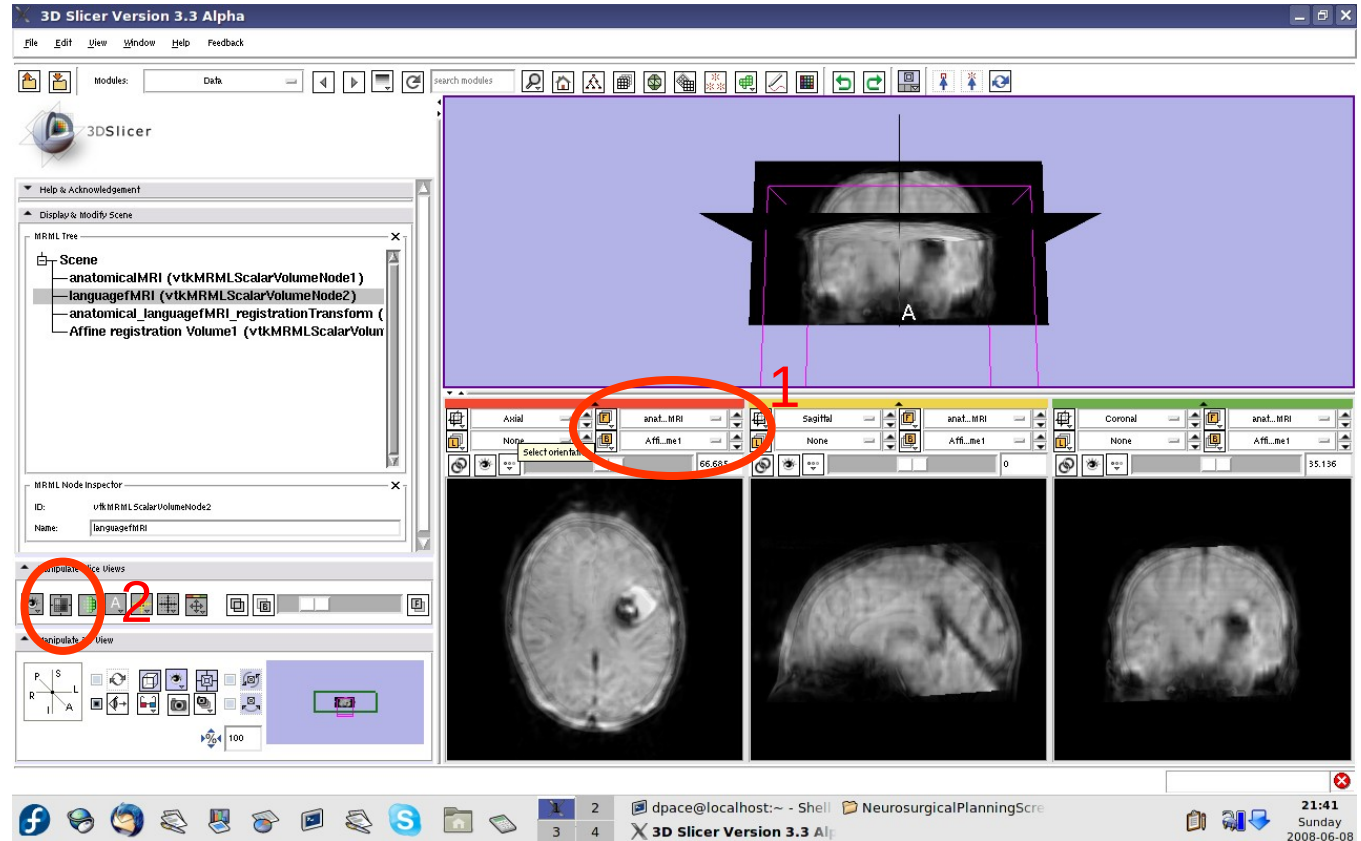 3D Slicer Version 3.3 Alpha
File Edit View Window Help Feedback
Modules: Data search modules
3DSlicer
Help & Acknowledgement
Display & Modify Scene
MRML Tree
Scene
anatomicalMRI (vtkMRMLScalarVolumeNode1)
languagefMRI (vtkMRMLScalarVolumeNode2)
anatomical_languagefMRI_registrationTransform (
Affine registration Volume1 (vtkMRMLScalarVolum
MRML Node Inspector
ID: vtkMRMLScalarVolumeNode2
Name: languagefMRI
Manipulate Slice Views
2
Manipulate 3D View
P S
R L
I A
100
A
1
Axial F anat...MRI
L None B Affi...me1
Select orientat
66.685
Sagittal F anat...MRI
L None B Affi...me1
0
Coronal F anat...MRI
L None B Affi...me1
35.136
1 2
3 4
dpace@localhost:~ - Shell
NeurosurgicalPlanningScre
3D Slicer Version 3.3 Alp
21:41
Sunday
2008-06-08